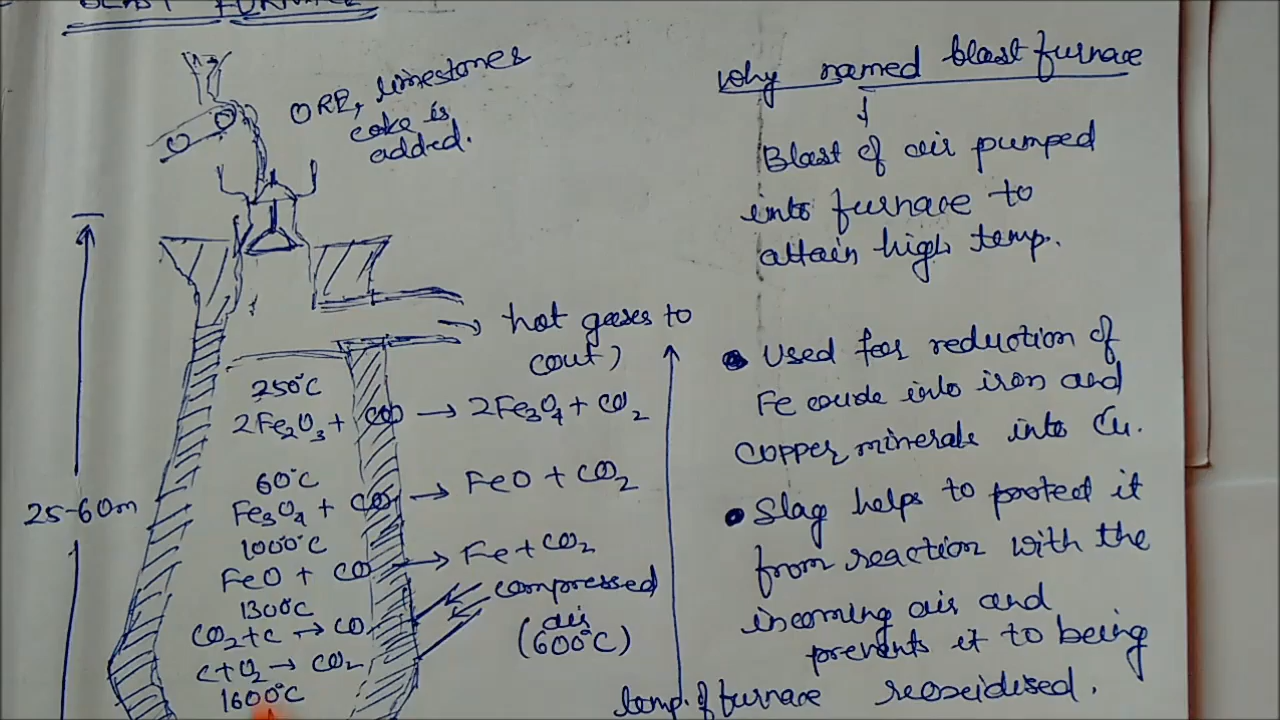 BLAST FURNACE
ORE, limestones
coke is
added.
25-60m
hot gases to
(out)
250°C
2Fe₂O₃ + CO → 2Fe₃O₄ + CO₂
60°C
Fe₃O₄ + CO → FeO + CO₂
1000°C
FeO + CO → Fe + CO₂
1300°C
CO₂ + C → CO
C + O₂ → CO₂
1600°C
compressed
air
(600°C)
temp. of furnace
Why named blast furnace
Blast of air pumped
into furnace to
attain high temp.
• Used for reduction of
Fe oxide into iron and
copper minerals into Cu.
• Slag helps to protect it
from reaction with the
incoming air and
prevents it to being
reoxidised.